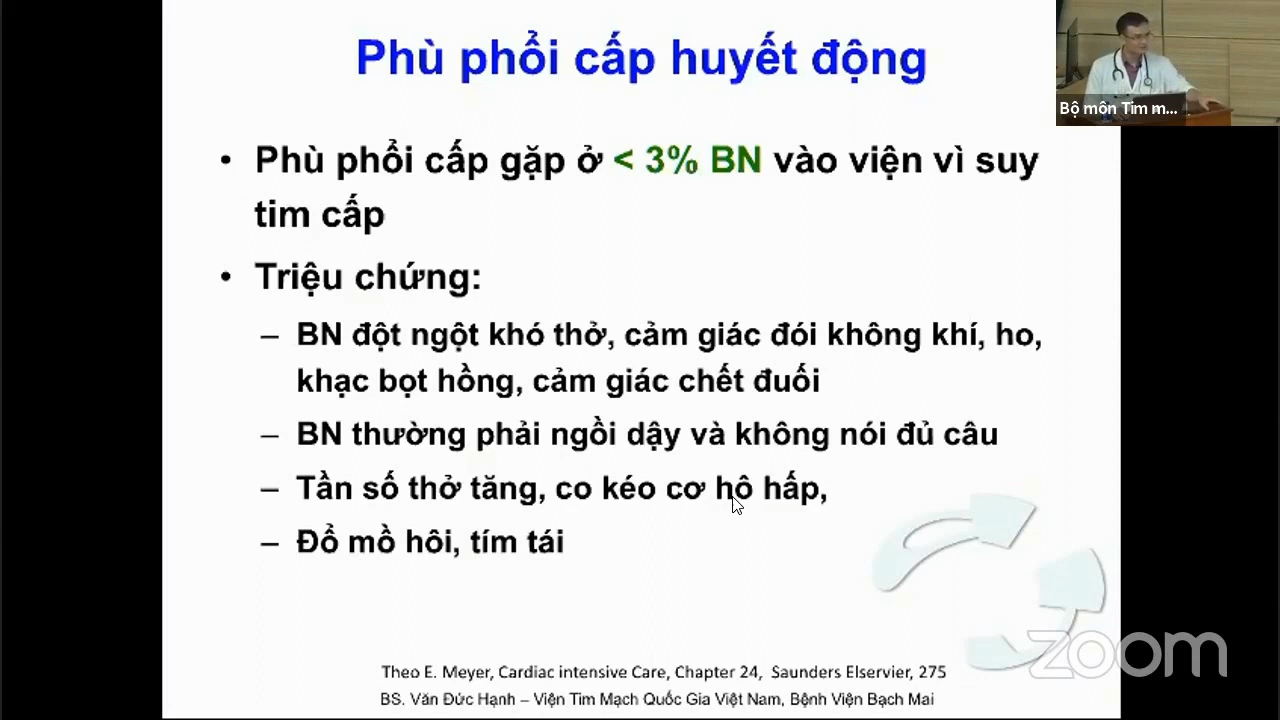 Phù phổi cấp huyết động
Bộ môn Tim m...
• Phù phổi cấp gặp ở < 3% BN vào viện vì suy
tim cấp
• Triệu chứng:
– BN đột ngột khó thở, cảm giác đói không khí, ho,
khạc bọt hồng, cảm giác chết đuối
– BN thường phải ngồi dậy và không nói đủ câu
– Tần số thở tăng, co kéo cơ hô hấp,
– Đổ mồ hôi, tím tái
zoom
Theo E. Meyer, Cardiac intensive Care, Chapter 24, Saunders Elservier, 275
BS. Văn Đức Hạnh – Viện Tim Mạch Quốc Gia Việt Nam, Bệnh Viện Bạch Mai